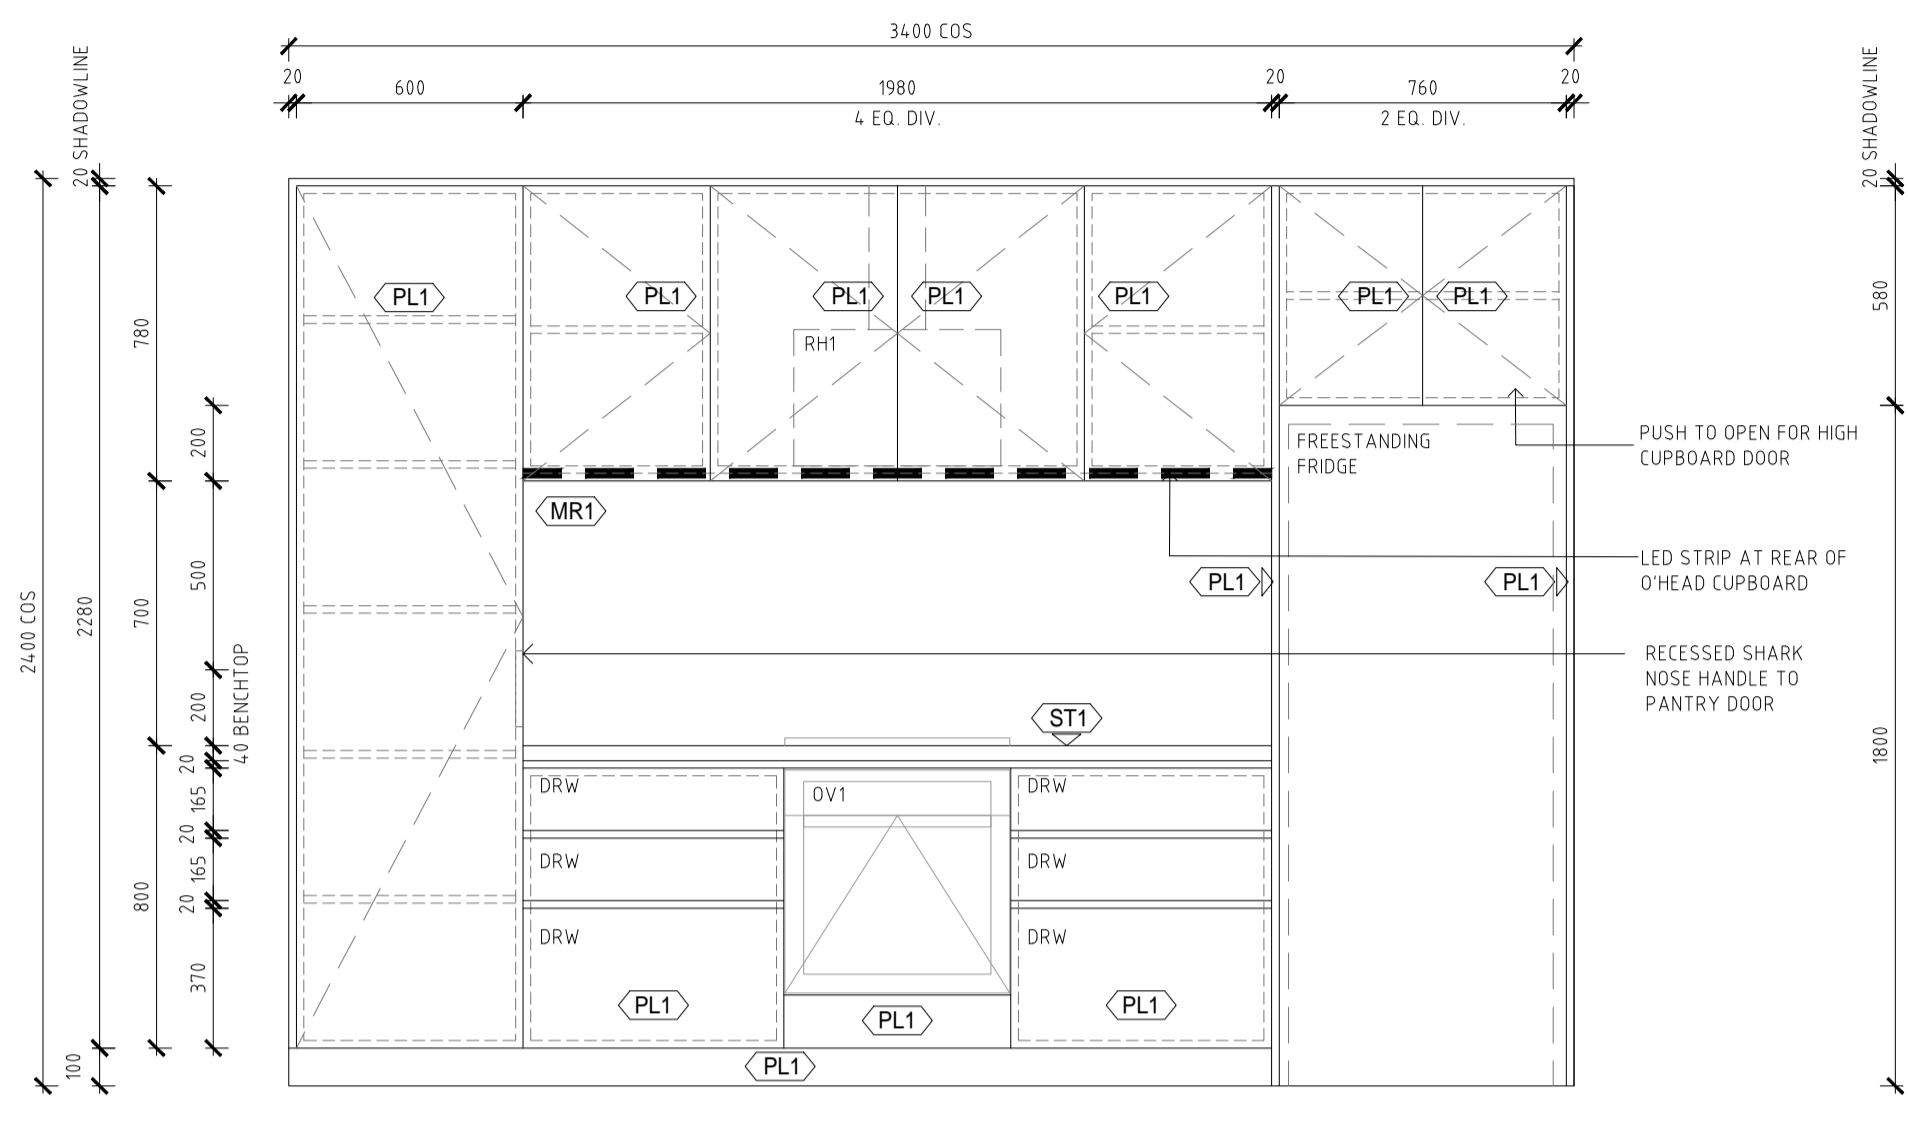 3400 COS
20
600
1980
20
760
20
4 EQ. DIV.
2 EQ. DIV.
20 SHADOWLINE
20 SHADOWLINE
2400 COS
2280
100
780
700
800
200
500
200
40 BENCHTOP
20
165
20
165
20
370
PL1
PL1
PL1
PL1
PL1
PL1
PL1
RH1
MR1
FREESTANDING
FRIDGE
PL1
PL1
ST1
DRW
OV1
DRW
DRW
DRW
DRW
DRW
PL1
PL1
PL1
PL1
580
1800
PUSH TO OPEN FOR HIGH
CUPBOARD DOOR
LED STRIP AT REAR OF
O'HEAD CUPBOARD
RECESSED SHARK
NOSE HANDLE TO
PANTRY DOOR